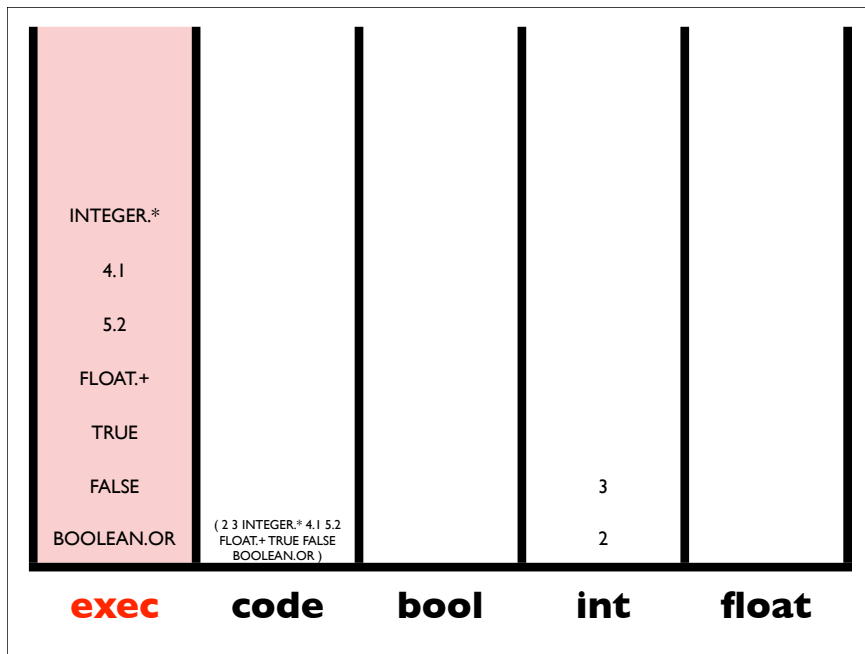 INTEGER.*
4.1
5.2
FLOAT.+
TRUE
FALSE
3
BOOLEAN.OR
( 2 3 INTEGER.* 4.1 5.2
FLOAT.+ TRUE FALSE
BOOLEAN.OR )
2
exec
code
bool
int
float